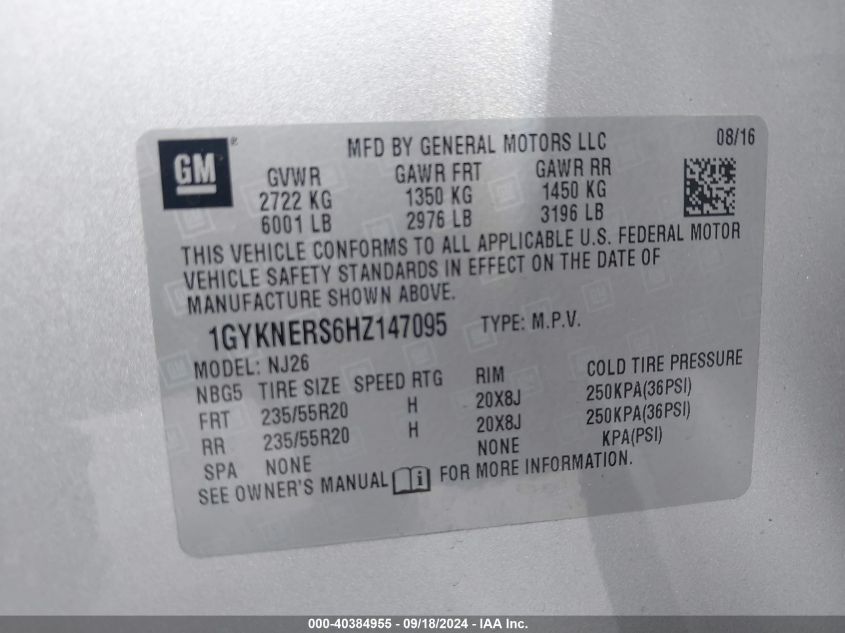 GM ® MFD BY GENERAL MOTORS LLC 08/16
GVWR GAWR FRT GAWR RR
2722 KG 1350 KG 1450 KG
6001 LB 2976 LB 3196 LB
THIS VEHICLE CONFORMS TO ALL APPLICABLE U.S. FEDERAL MOTOR
VEHICLE SAFETY STANDARDS IN EFFECT ON THE DATE OF
MANUFACTURE SHOWN ABOVE.
1GYKNERS6HZ147095 TYPE: M.P.V.
MODEL: NJ26
NBG5 TIRE SIZE SPEED RTG RIM COLD TIRE PRESSURE
FRT 235/55R20 H 20X8J 250KPA(36PSI)
RR 235/55R20 H 20X8J 250KPA(36PSI)
SPA NONE NONE KPA(PSI)
SEE OWNER'S MANUAL i FOR MORE INFORMATION.
000-40384955 - 09/18/2024 - IAA Inc.